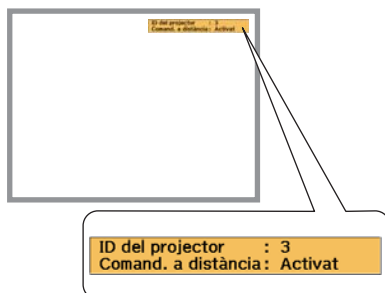 ID del projector : 3
Comand. a distància: Activat
ID del projector : 3
Comand. a distància: Activat